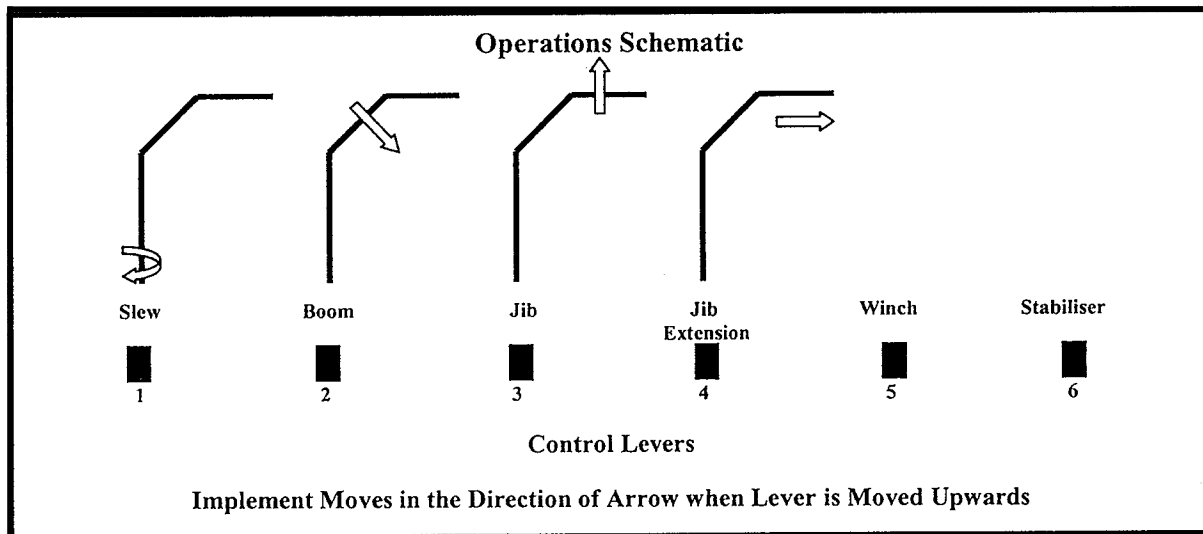 Operations Schematic
Slew Boom Jib Jib Winch Stabiliser
Extension
1 2 3 4 5 6
Control Levers
Implement Moves in the Direction of Arrow when Lever is Moved Upwards